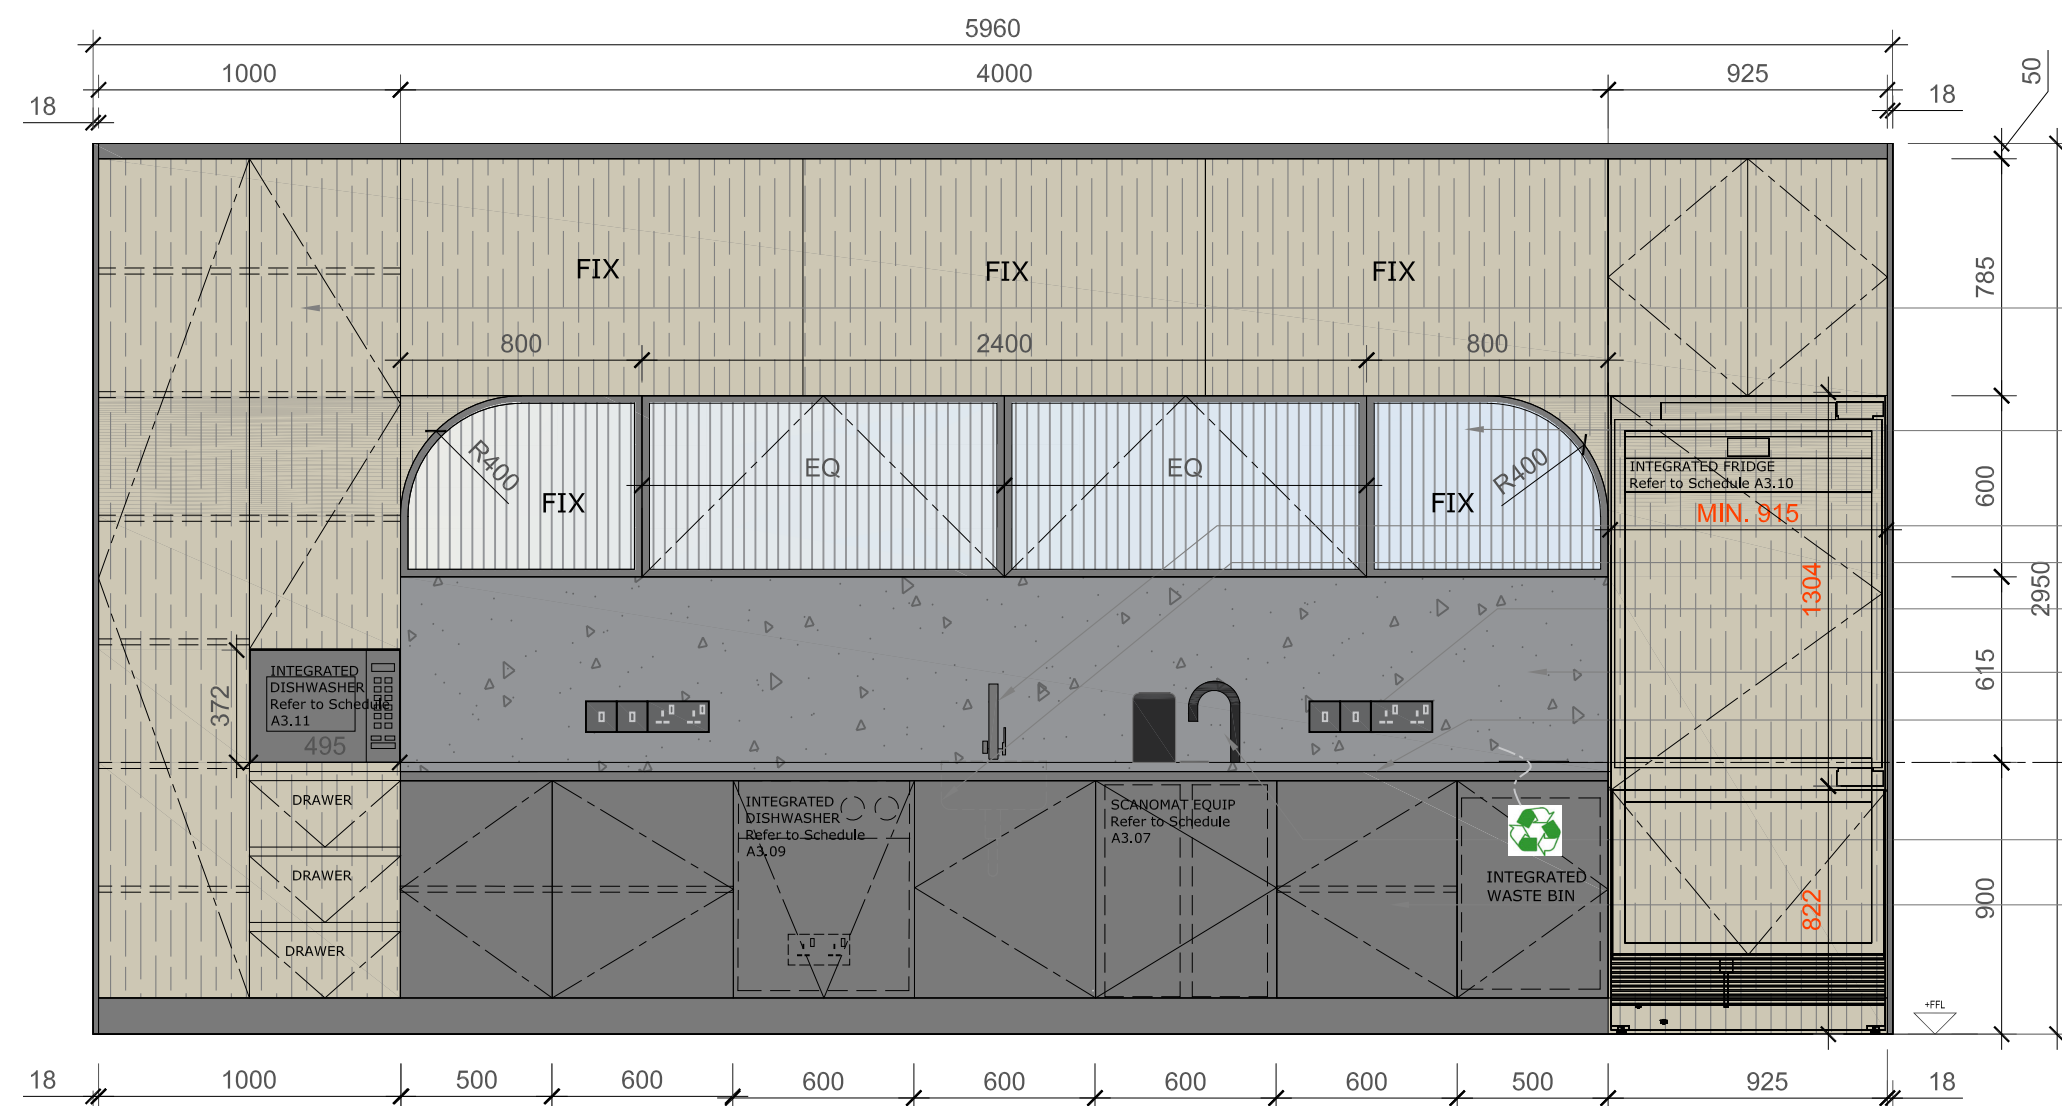 5960
1000
4000
925
18
18
50
FIX
FIX
FIX
785
800
2400
800
R400
EQ
EQ
R400
FIX
FIX
INTEGRATED FRIDGE
Refer to Schedule A3.10
MIN. 915
600
1304
2950
INTEGRATED
DISHWASHER
Refer to Schedule
A3.11
372
495
615
DRAWER
DRAWER
DRAWER
INTEGRATED
DISHWASHER
Refer to Schedule
A3.09
SCANOMAT EQUIP
Refer to Schedule
A3.07
INTEGRATED
WASTE BIN
822
900
+FFL
18
1000
500
600
600
600
600
600
500
925
18